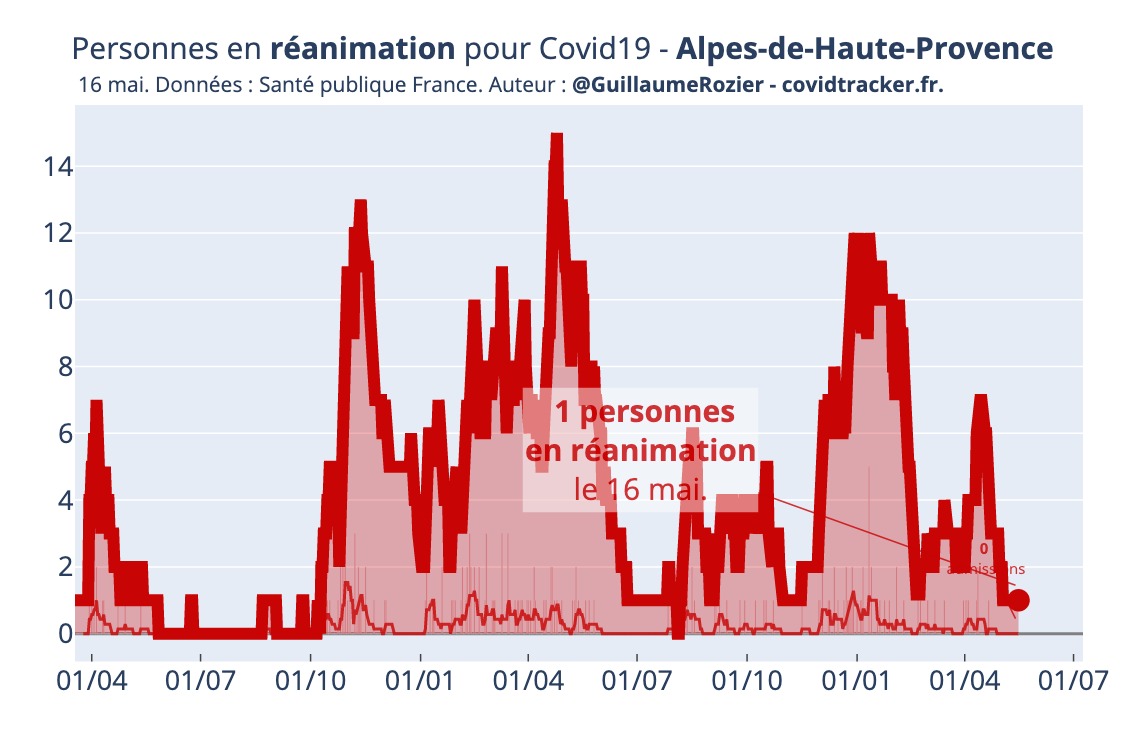 Personnes en réanimation pour Covid19 - Alpes-de-Haute-Provence
16 mai. Données : Santé publique France. Auteur : @GuillaumeRozier - covidtracker.fr.
14
12
10
8
6
4
2
0
1 personnes
en réanimation
le 16 mai.
0
admissions
01/04 01/07 01/10 01/01 01/04 01/07 01/10 01/01 01/04 01/07